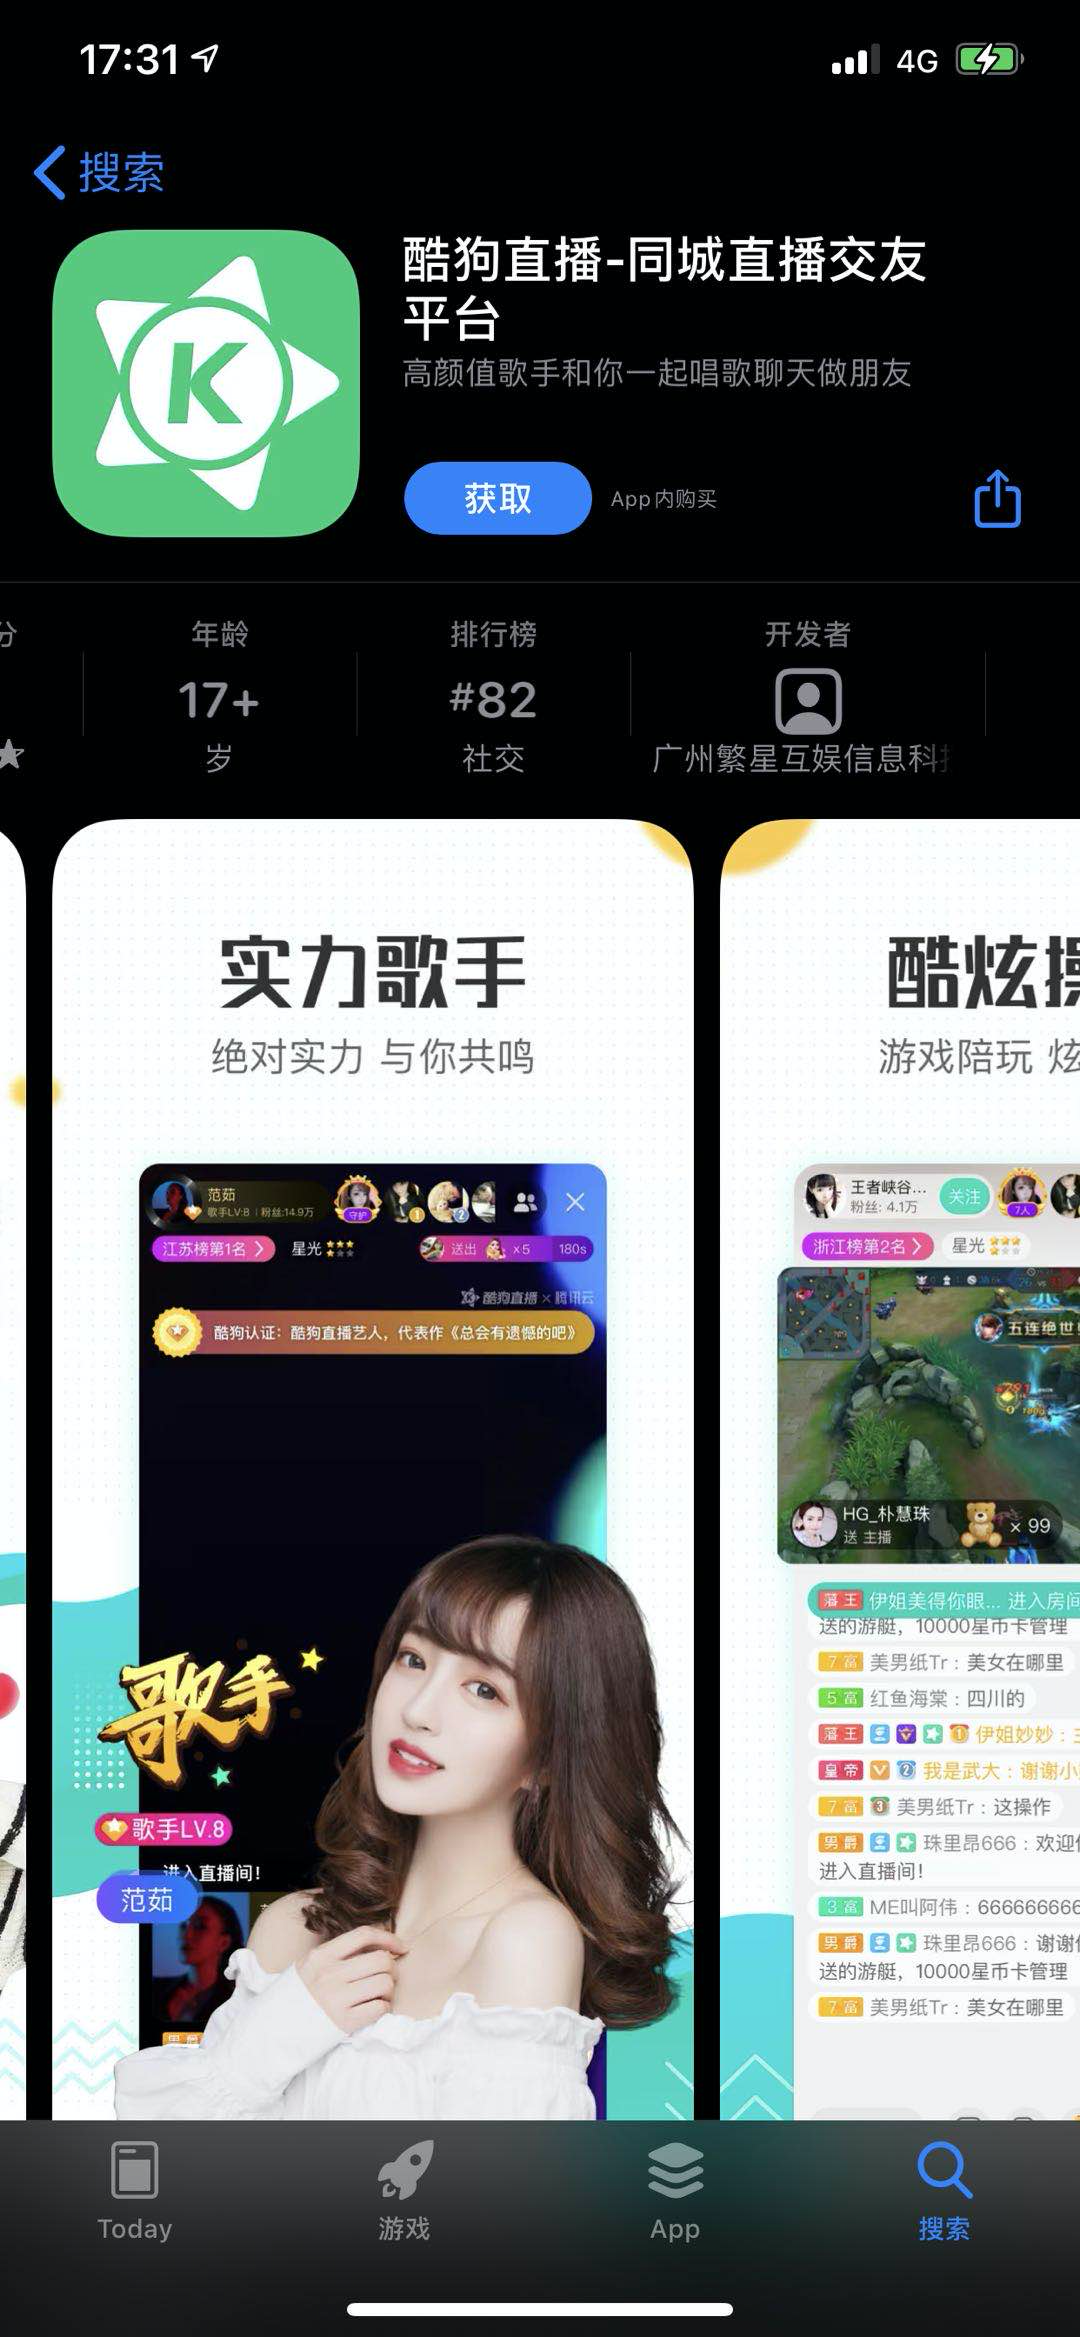 17:31
4G
搜索
K
酷狗直播-同城直播交友
平台
高颜值歌手和你一起唱歌聊天做朋友
获取
App内购买
分
年龄
17+
岁
排行榜
#82
社交
开发者
广州繁星互娱信息科
实力歌手
绝对实力 与你共鸣
范茹
歌手LV:8 | 粉丝:14.9万
守护
1
2
江苏榜第1名
星光
送出
x5
180s
酷狗直播×腾讯云
酷狗认证：酷狗直播艺人，代表作《总会有遗憾的吧》
歌手
歌手LV.8
进入直播间！
范茹
男爵
酷炫操
游戏陪玩 炫
王者峡谷...
粉丝: 4.1万
关注
7人
浙江榜第2名
星光
五连绝世
HG_朴慧珠
送 主播
× 99
藩王 伊姐美得你眼... 进入房间
送的游艇，10000星币卡管理
7 富 美男纸Tr：美女在哪里
5 富 红鱼海棠：四川的
藩王 1 伊姐妙妙：
皇帝 2 我是武大：谢谢小
7 富 3 美男纸Tr：这操作
男爵 珠里昂666：欢迎
进入直播间！
3 富 ME叫阿伟：666666666
男爵 珠里昂666：谢谢
送的游艇，10000星币卡管理
7 富 美男纸Tr：美女在哪里
Today
游戏
App
搜索